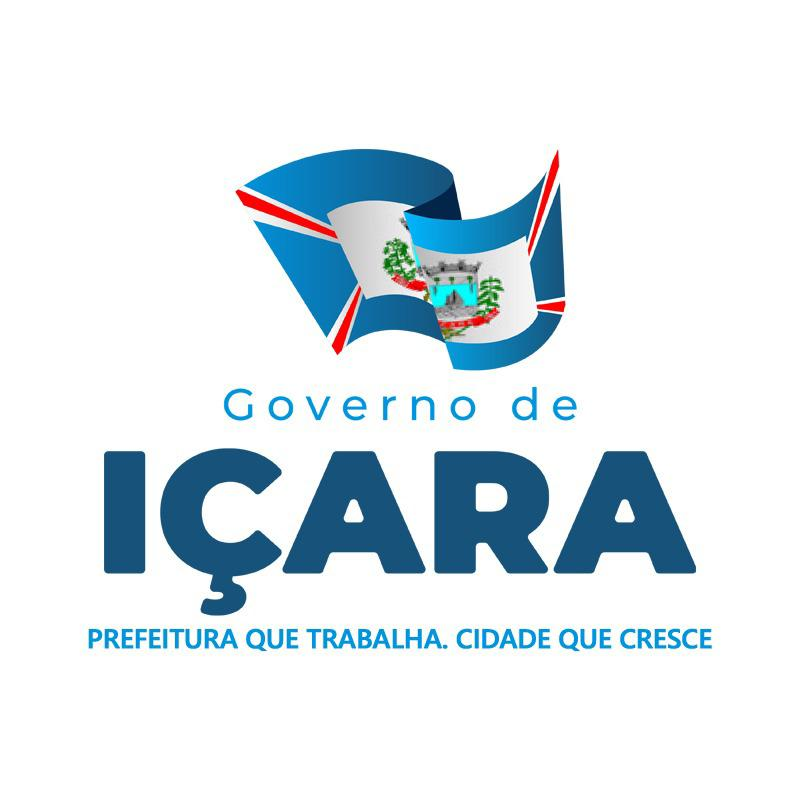 Governo de
IÇARA
PREFEITURA QUE TRABALHA. CIDADE QUE CRESCE